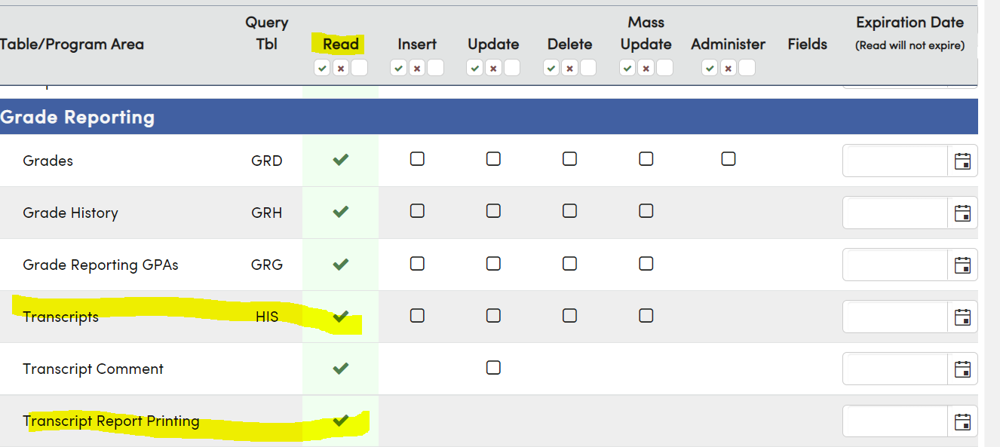 Table/Program Area
Query Tbl
Read
Insert
Update
Delete
Mass Update
Administer
Fields
Expiration Date
(Read will not expire)
Grade Reporting
Grades GRD
Grade History GRH
Grade Reporting GPAs GRG
Transcripts HIS
Transcript Comment
Transcript Report Printing